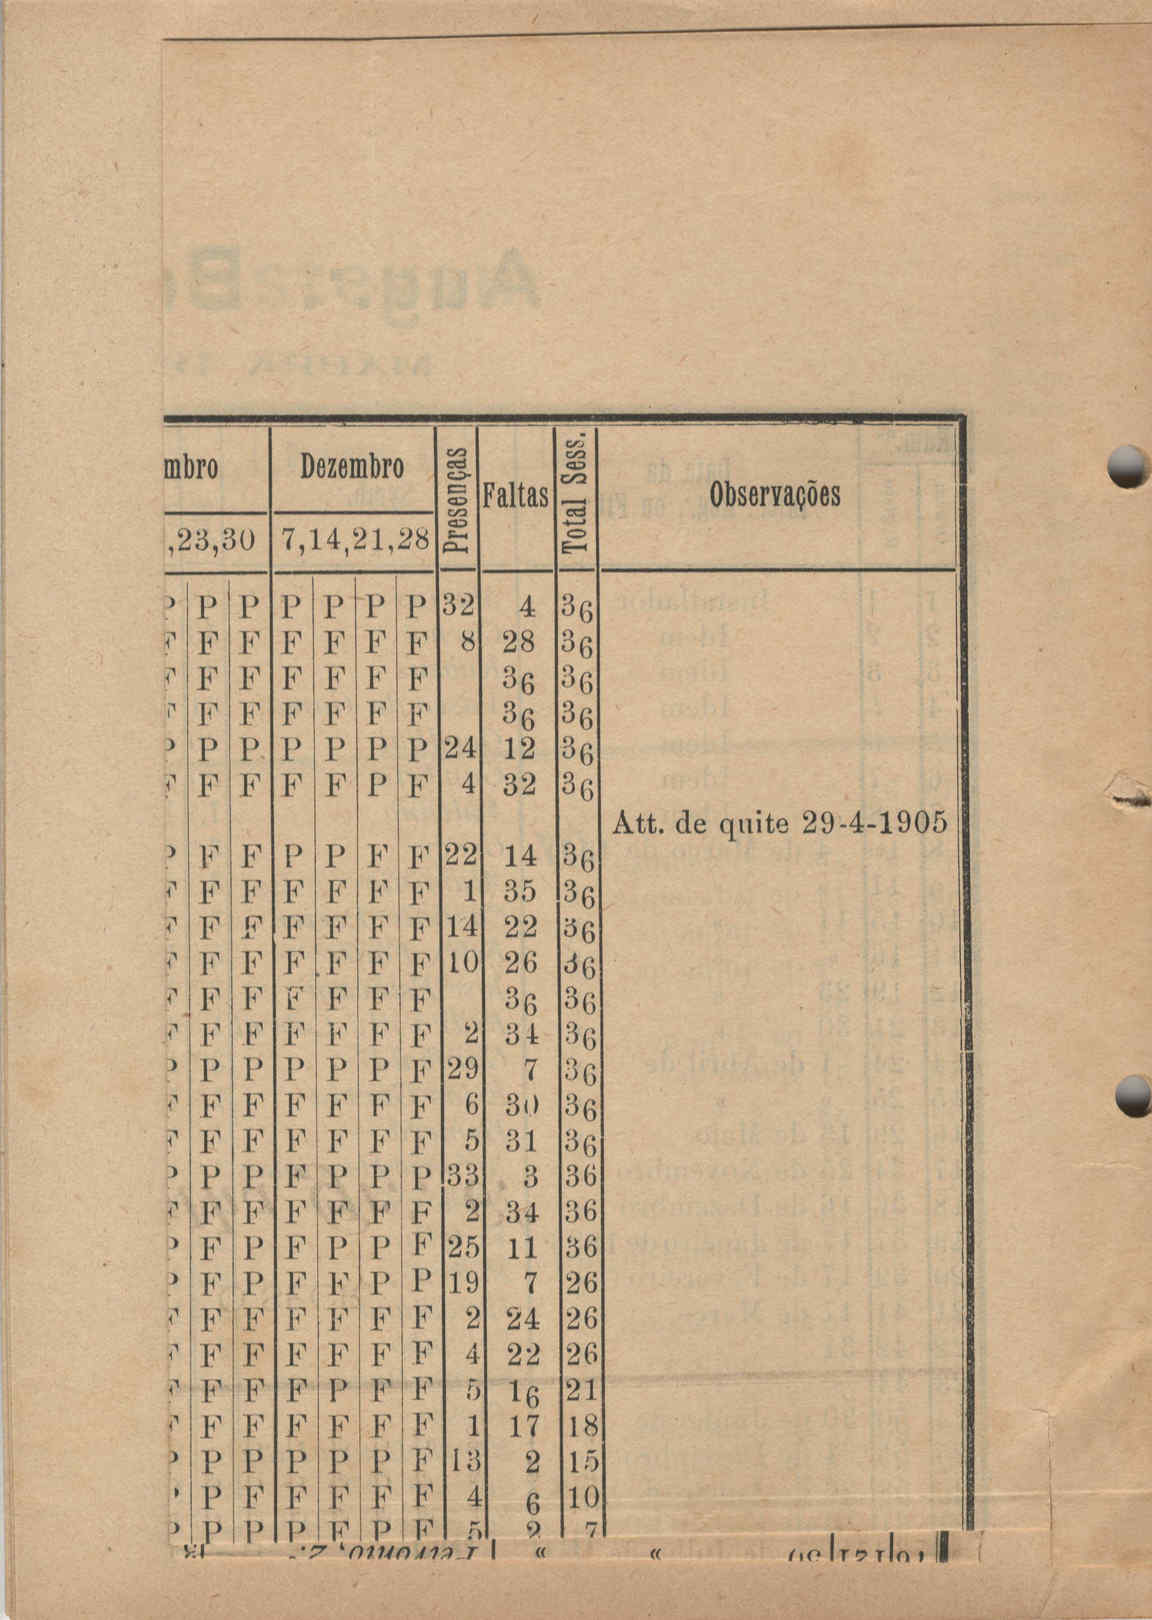 mbro Dezembro Presenças Faltas Total Sess. Observações
,23,30 7,14,21,28
P P P P P P P 32 4 36
F F F F F F F 8 28 36
F F F F F F F 36 36
F F F F F F F 36 36
P P P P P P P 24 12 36
F F F F F P F 4 32 36
Att. de quite 29-4-1905
P F F P P F F 22 14 36
F F F F F F F 1 35 36
F F F F F F F 14 22 36
F F F F F F F 10 26 36
F F F F F F F 36 36
F F F F F F F 2 34 36
P P P P P P F 29 7 36
F F F F F F F 6 30 36
F F F F F F F 5 31 36
P P P F P P P 33 3 36
F F F F F F F 2 34 36
P F P F P P F 25 11 36
P F P F F P P 19 7 26
F F F F F F F 2 24 26
F F F F F F F 4 22 26
F F F F P F F 5 16 21
F F F F F F F 1 17 18
P P P P P P F 13 2 15
P P F F F F F 4 6 10
P P P P F P F 5 2 7